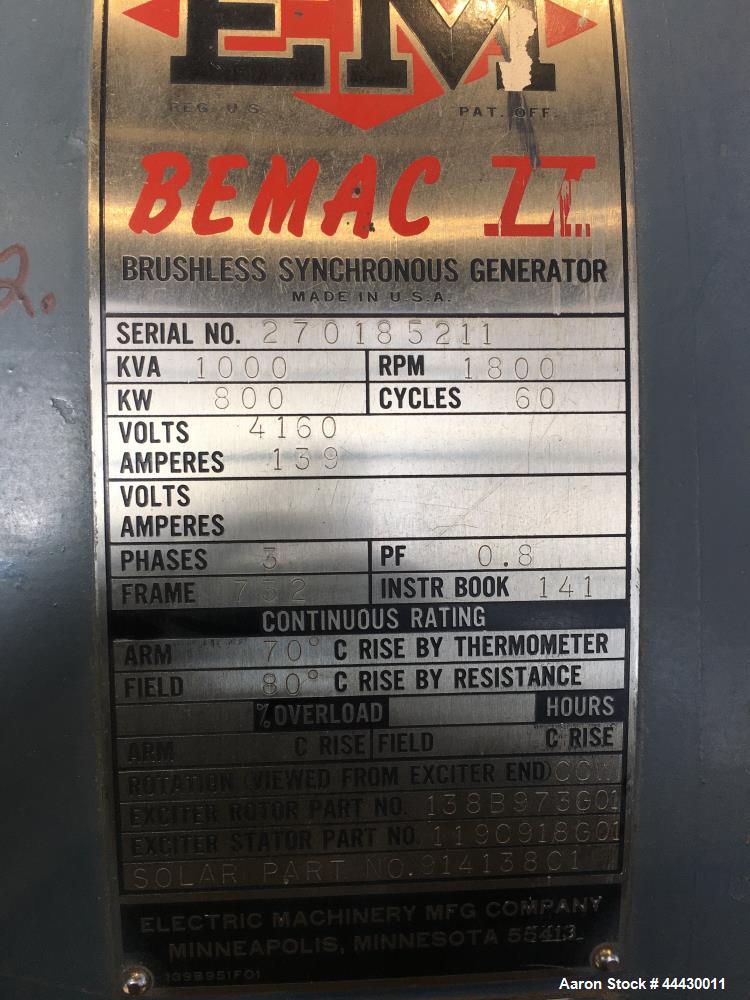 EM
REG. U.S. PAT. OFF.
BEMAC II
BRUSHLESS SYNCHRONOUS GENERATOR
MADE IN U.S.A.
SERIAL NO. 270185211
KVA 1000 RPM 1800
KW 800 CYCLES 60
VOLTS 4160
AMPERES 139
VOLTS
AMPERES
PHASES 3 PF 0.8
FRAME 752 INSTR BOOK 141
CONTINUOUS RATING
ARM 70° C RISE BY THERMOMETER
FIELD 80° C RISE BY RESISTANCE
%OVERLOAD HOURS
ARM C RISE FIELD C RISE
ROTATION (VIEWED FROM EXCITER END) CCW
EXCITER ROTOR PART NO. 138B973G01
EXCITER STATOR PART NO. 119C918G01
SOLAR PART NO. 914138C1
ELECTRIC MACHINERY MFG COMPANY
MINNEAPOLIS, MINNESOTA 55413
139B951F01
2.
Aaron Stock # 44430011